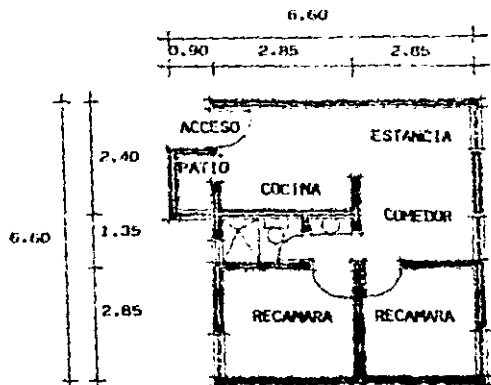 6.60
0.90 2.85 2.85
ACCESO
ESTANCIA
2.40
PATIO
COCINA
COMEDOR
6.60
1.35
2.85
RECAMARA RECAMARA